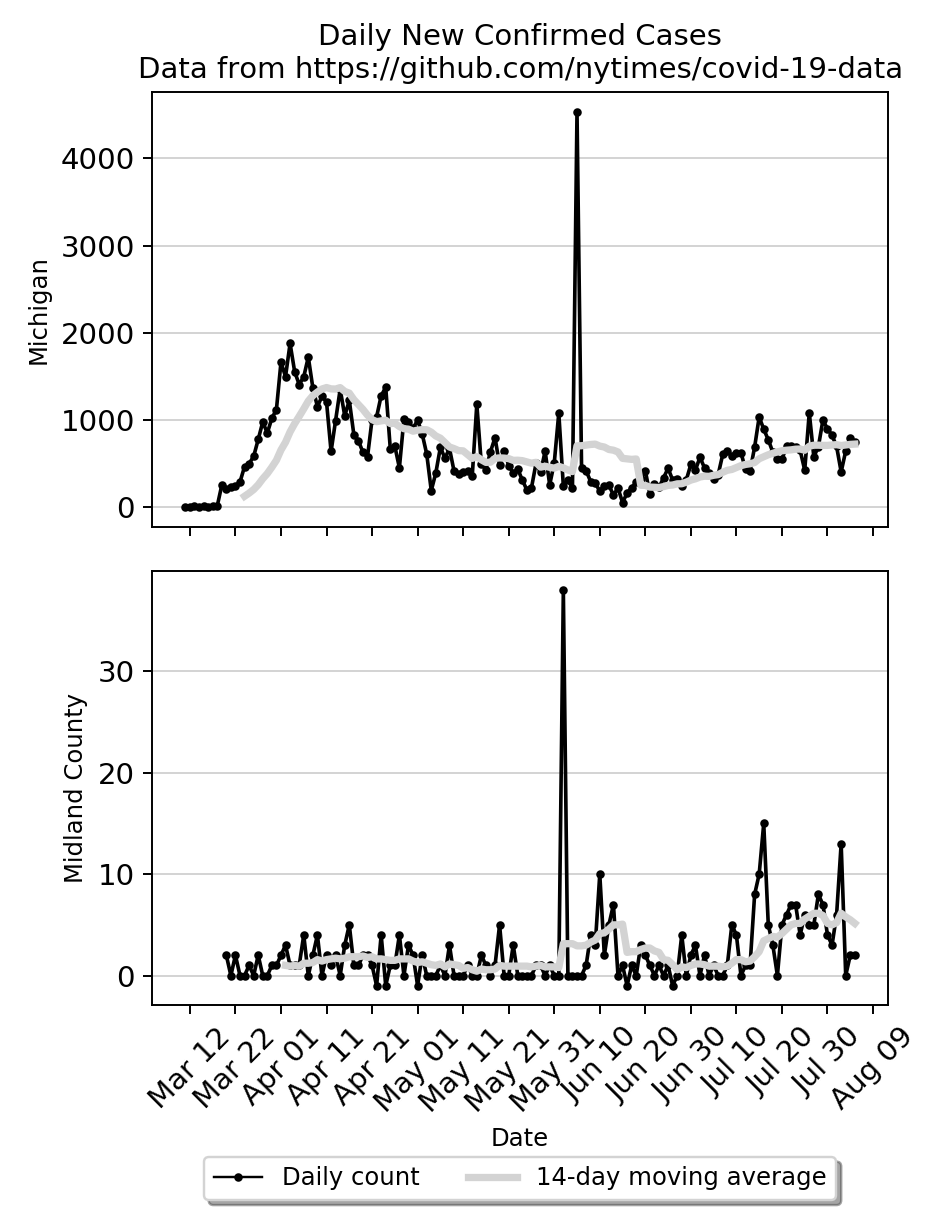 Daily New Confirmed Cases
Data from https://github.com/nytimes/covid-19-data
4000
3000
2000
1000
0
Michigan
30
20
10
0
Midland County
Mar 12
Mar 22
Apr 01
Apr 11
Apr 21
May 01
May 11
May 21
May 31
Jun 10
Jun 20
Jun 30
Jul 10
Jul 20
Jul 30
Aug 09
Date
Daily count
14-day moving average